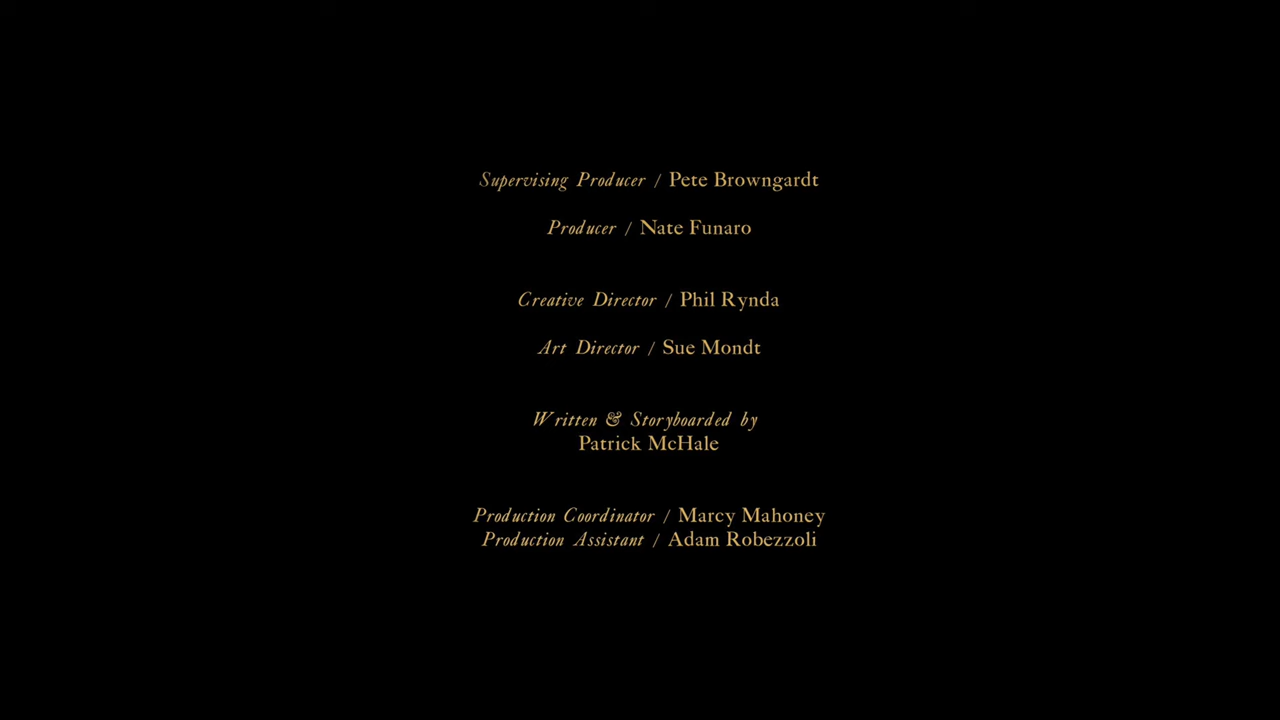 Supervising Producer / Pete Browngardt
Producer / Nate Funaro
Creative Director / Phil Rynda
Art Director / Sue Mondt
Written & Storyboarded by
Patrick McHale
Production Coordinator / Marcy Mahoney
Production Assistant / Adam Robezzoli